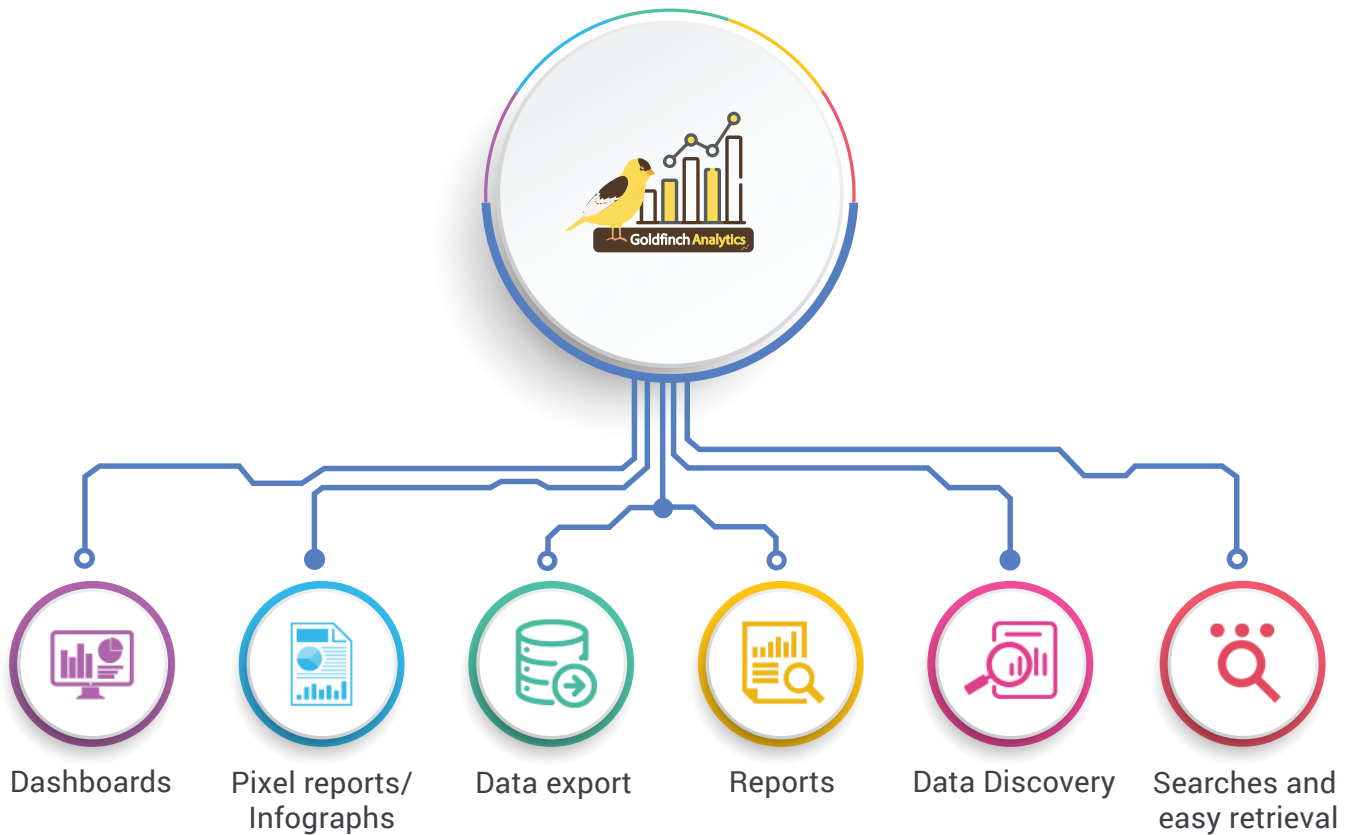 Goldfinch Analytics
Dashboards
Pixel reports/
Infographs
Data export
Reports
Data Discovery
Searches and
easy retrieval